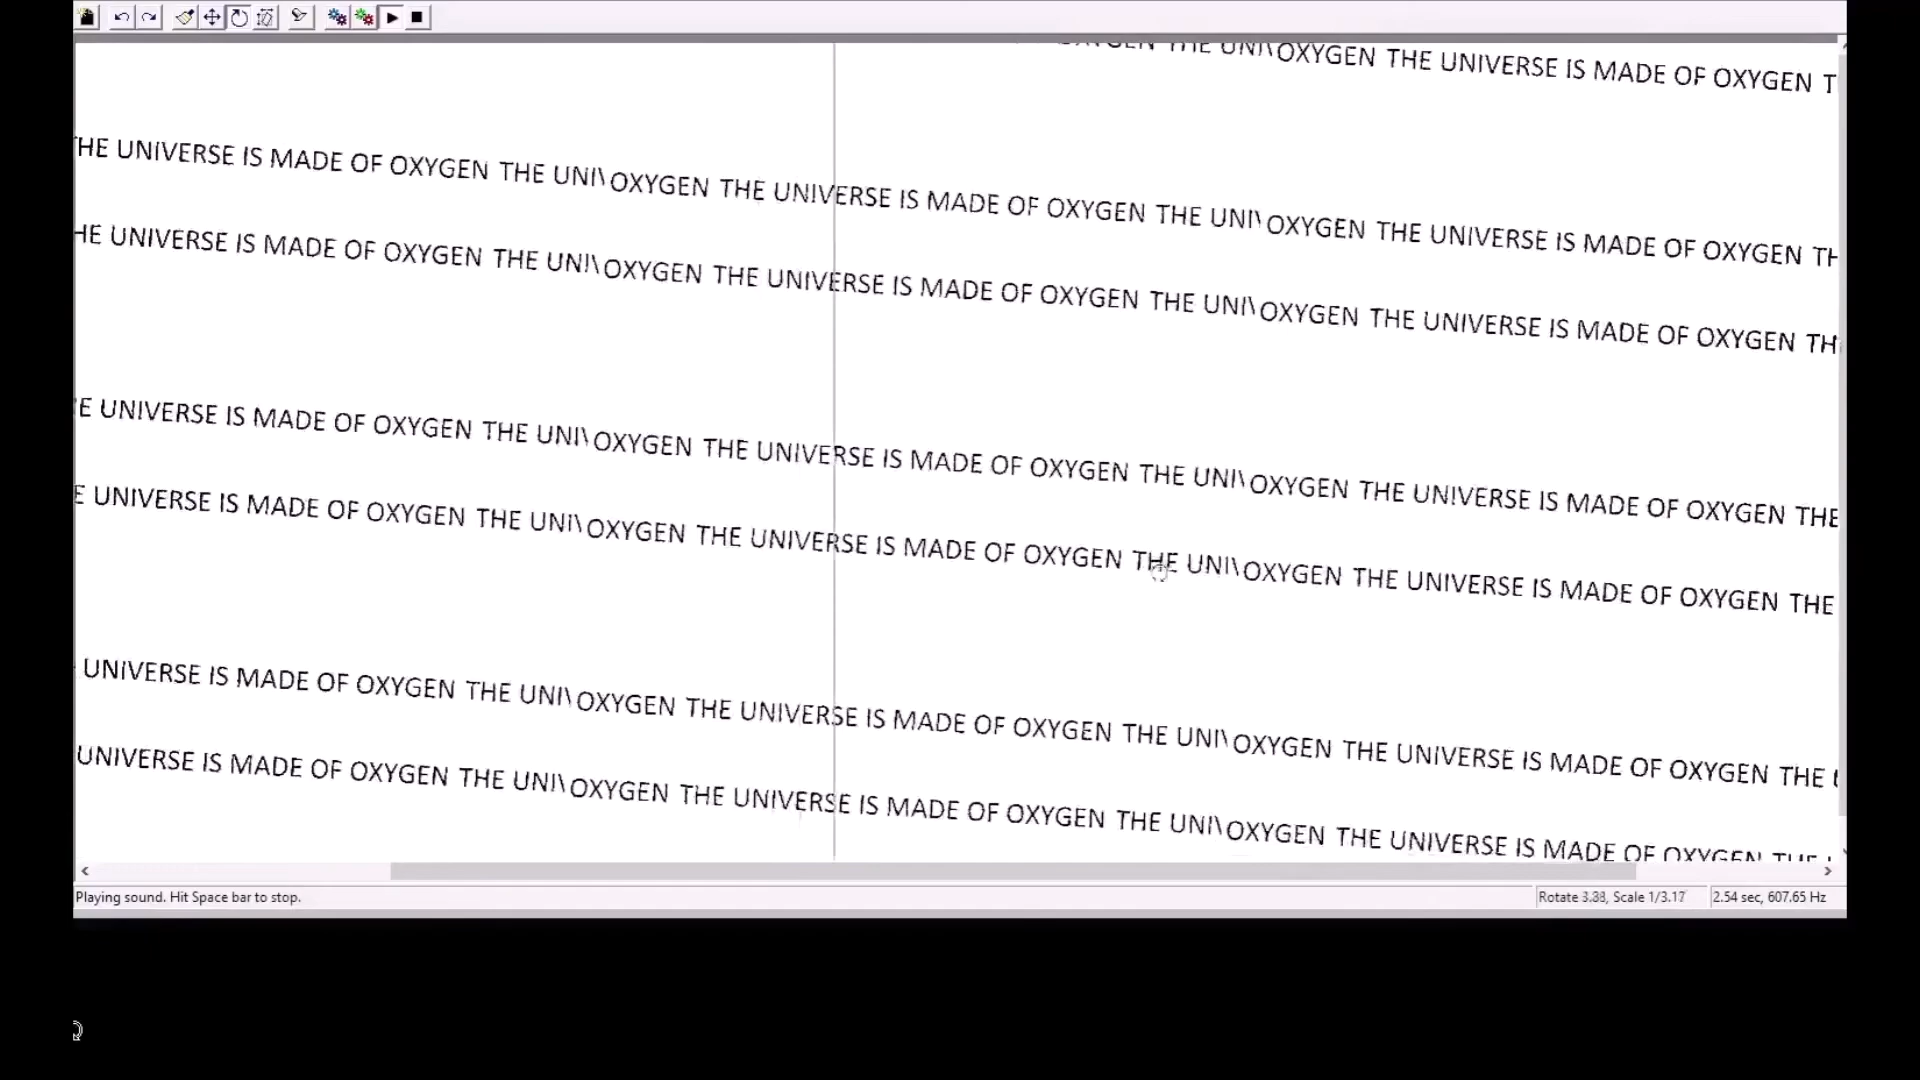 OXYGEN THE UNI\OXYGEN THE UNIVERSE IS MADE OF OXYGEN T
THE UNIVERSE IS MADE OF OXYGEN THE UNI\OXYGEN THE UNIVERSE IS MADE OF OXYGEN THE UNI\OXYGEN THE UNIVERSE IS MADE OF OXYGEN TH
HE UNIVERSE IS MADE OF OXYGEN THE UNI\OXYGEN THE UNIVERSE IS MADE OF OXYGEN THE UNI\OXYGEN THE UNIVERSE IS MADE OF OXYGEN TH
E UNIVERSE IS MADE OF OXYGEN THE UNI\OXYGEN THE UNIVERSE IS MADE OF OXYGEN THE UNI\OXYGEN THE UNIVERSE IS MADE OF OXYGEN THE
E UNIVERSE IS MADE OF OXYGEN THE UNI\OXYGEN THE UNIVERSE IS MADE OF OXYGEN THE UNI\OXYGEN THE UNIVERSE IS MADE OF OXYGEN THE
UNIVERSE IS MADE OF OXYGEN THE UNI\OXYGEN THE UNIVERSE IS MADE OF OXYGEN THE UNI\OXYGEN THE UNIVERSE IS MADE OF OXYGEN THE
UNIVERSE IS MADE OF OXYGEN THE UNI\OXYGEN THE UNIVERSE IS MADE OF OXYGEN THE UNI\OXYGEN THE UNIVERSE IS MADE OF OXYGEN THE
Playing sound. Hit Space bar to stop. Rotate 3.38, Scale 1/3.17 2.54 sec, 607.65 Hz